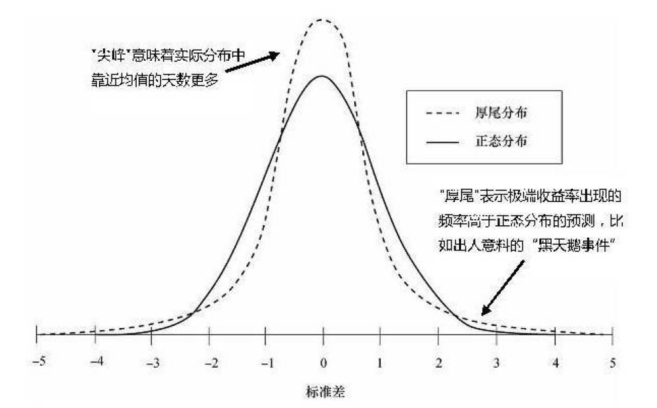 “尖峰”意味着实际分布中
靠近均值的天数更多
厚尾分布
正态分布
“厚尾”表示极端收益率出现的
频率高于正态分布的预测，比
如出人意料的“黑天鹅事件”
-5 -4 -3 -2 -1 0 1 2 3 4 5
标准差